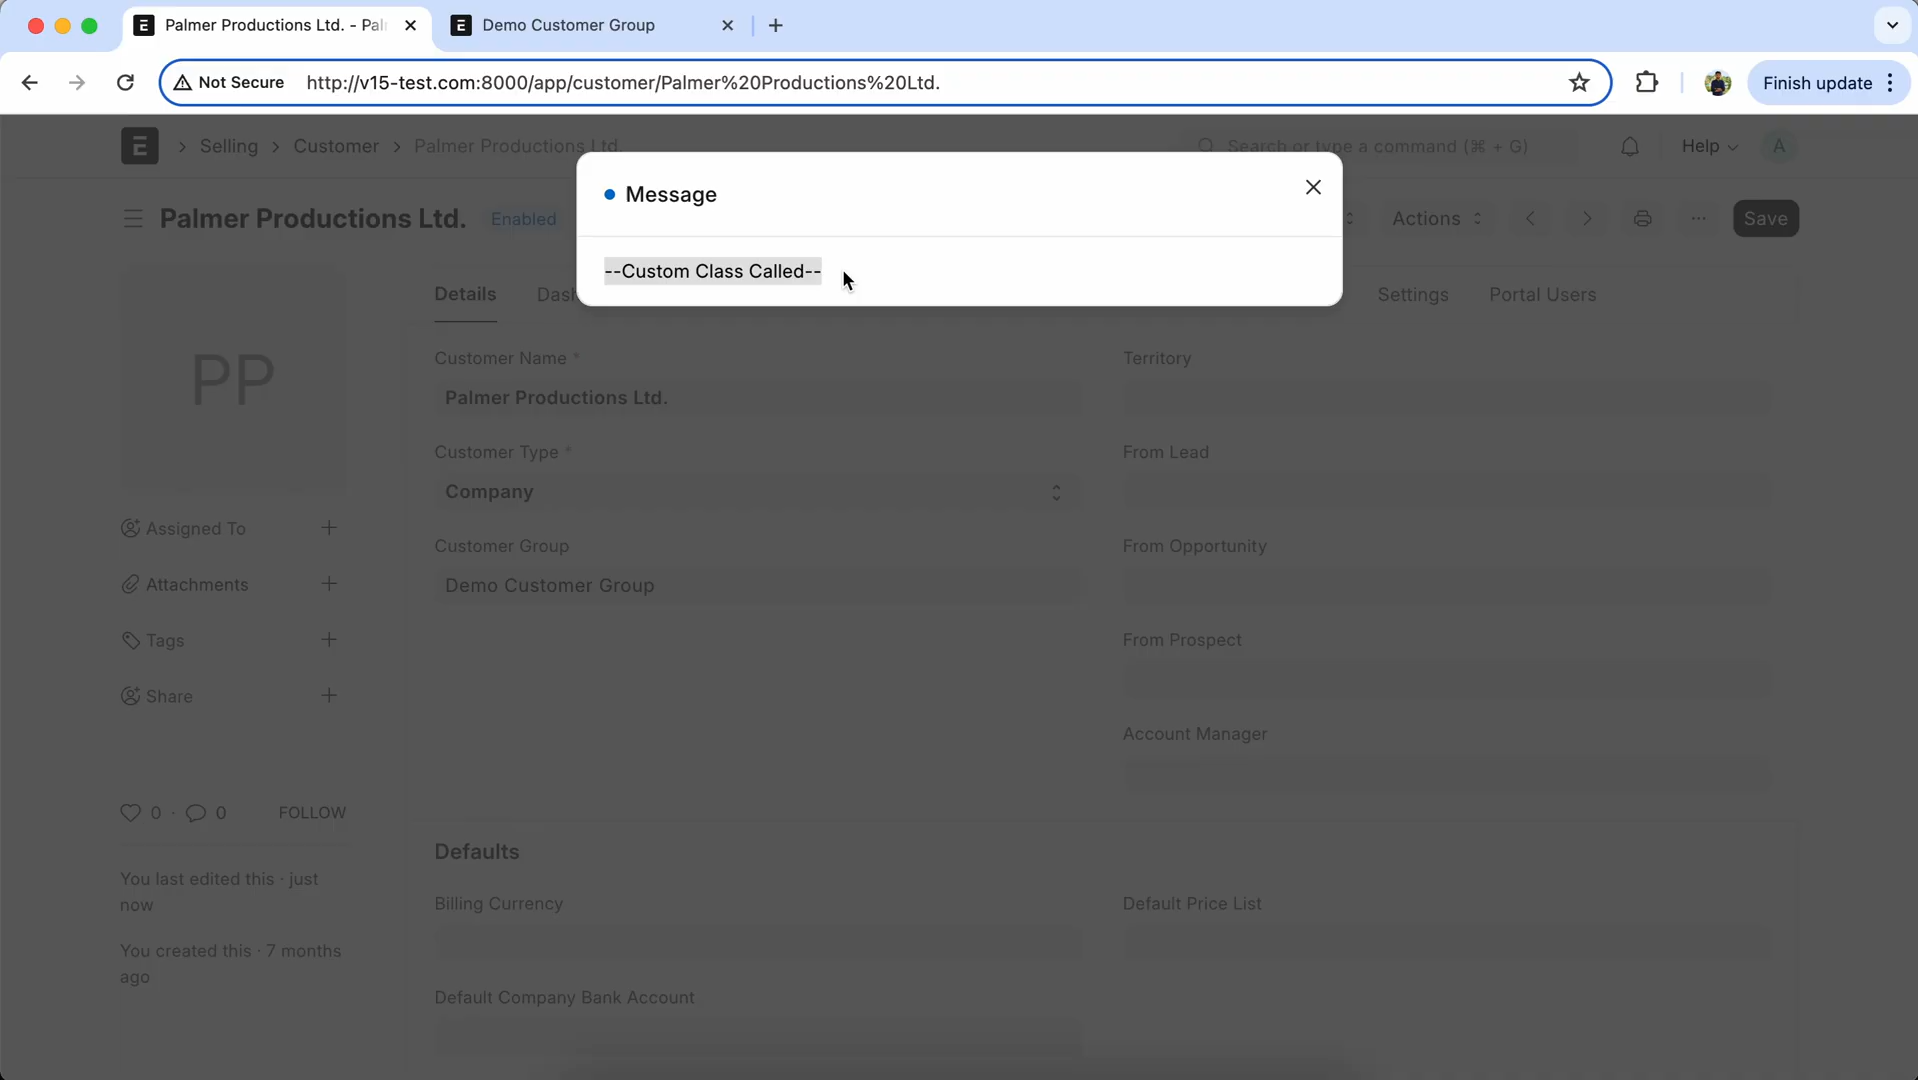 Palmer Productions Ltd. - Pal
Demo Customer Group
Not Secure
http://v15-test.com:8000/app/customer/Palmer%20Productions%20Ltd.
Finish update
E
Selling
Customer
Palmer Productions Ltd.
Search or type a command (⌘ + G)
Help
A
Palmer Productions Ltd.
Enabled
Actions
Save
Message
--Custom Class Called--
Details
Dash
Settings
Portal Users
PP
Customer Name *
Palmer Productions Ltd.
Territory
Customer Type *
Company
From Lead
Customer Group
Demo Customer Group
From Opportunity
From Prospect
Account Manager
Assigned To
Attachments
Tags
Share
0 · 0
FOLLOW
You last edited this · just
now
You created this · 7 months
ago
Defaults
Billing Currency
Default Price List
Default Company Bank Account